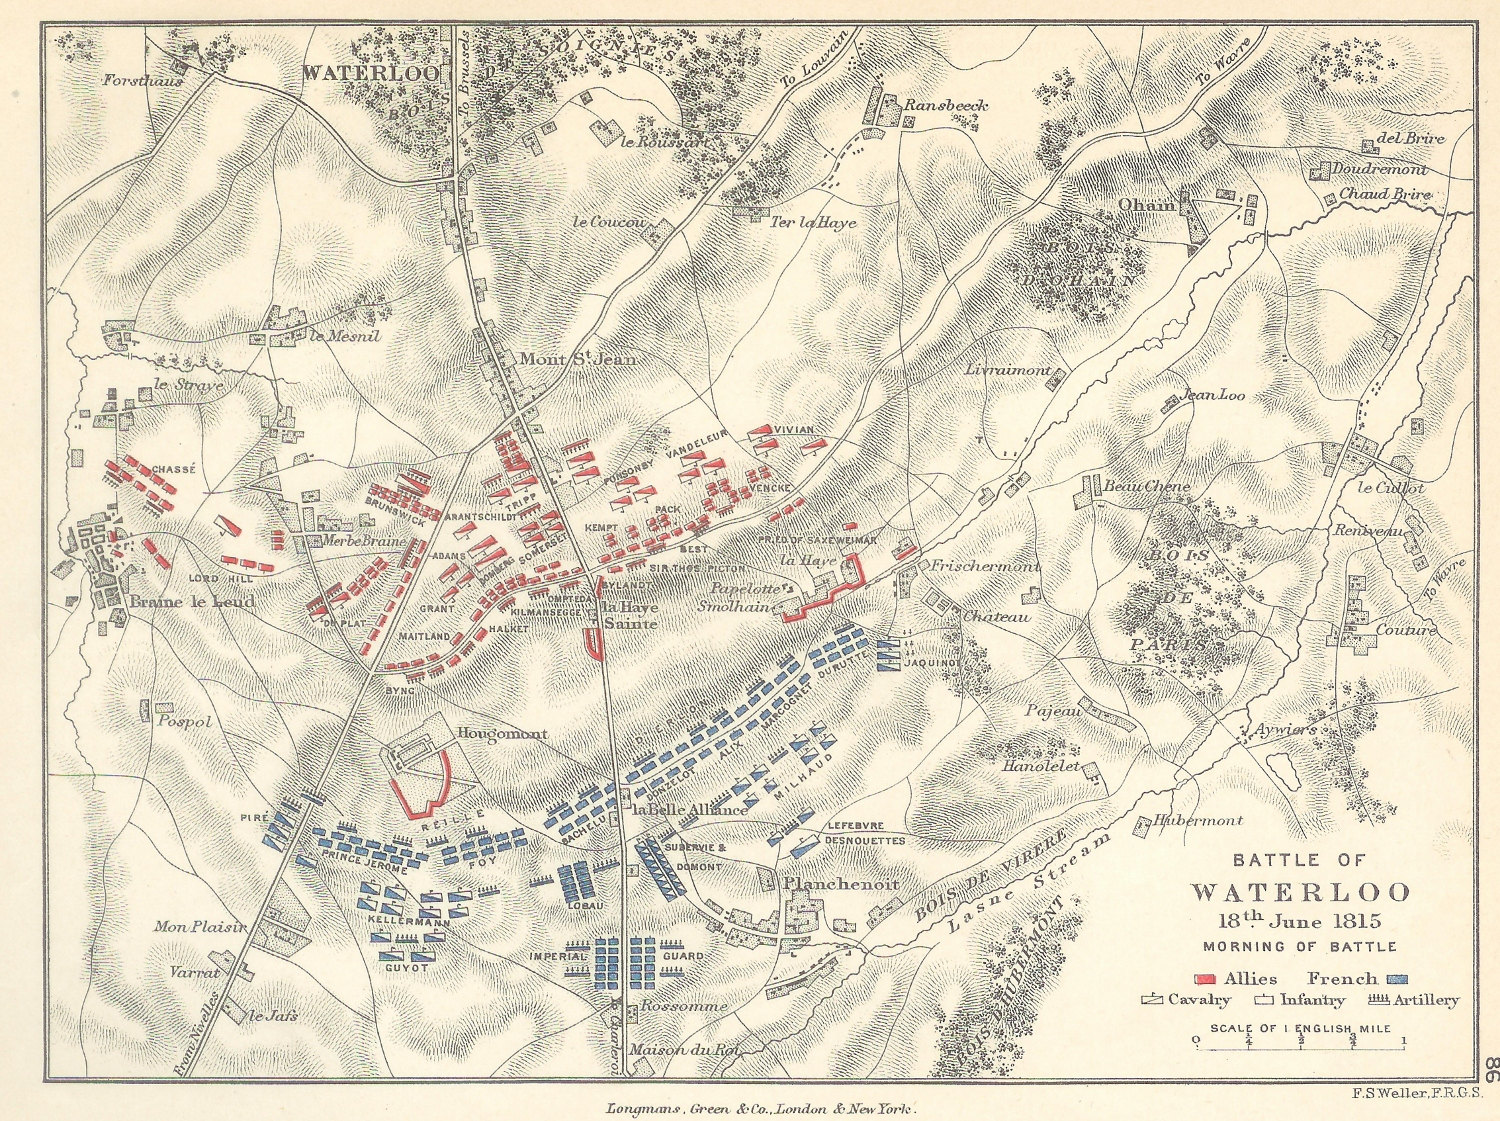 Forsthaus
WATERLOO
BOIS
DE
SOIGNIES
To Brussels
To Louvain
To Wavre
Ransbeeck
le Roussart
del Brire
Doudremont
Chaud Brire
Ohain
le Coucou
Ter la Haye
BOIS
D'OHAIN
le Mesnil
Mont St. Jean
le Straye
Livraimont
Jean Loo
CHASSÉ
BRUNSWICK
VIVIAN
VANDELEUR
PONSONBY
TRIPP
VENCKE
ARANTSCHILDT
PACK
KEMPT
BEST
Beau Chene
le Cullot
Merbe Braine
ADAMS
SOMERSET
DORNBERG
PR. ED. OF SAXE WEIMAR
SIR THOS PICTON
la Haye
Frischermont
BOIS
DE
PARIS
Renlveau
To Wavre
LORD HILL
Braine le Leud
GRANT
OMPTEDA
BYLANDT
KILMANSEGGE
la Haye
Sainte
Papelotte
Smolhain
Chateau
Couture
DU PLAT
MAITLAND
HALKET
BYNG
DURUTTE
JAQUINOT
Pospol
Hougomont
D'ERLON
MARCOGNET
ALIX
DONZELOT
MILHAUD
Pajeau
Aywiers
Hanolelet
PIRÉ
REILLE
la Belle Alliance
BACHELU
PRINCE JEROME
FOY
SUBERVIE &
DOMONT
LEFEBVRE
DESNOUETTES
Hubermont
KELLERMANN
LOBAU
Planchenoit
BOIS DE VIRERE
Lasne Stream
BOIS D'HUBERMONT
Mon Plaisir
Varrat
le Jafs
From Nivelles
GUYOT
IMPERIAL
GUARD
Rossomme
To Charleroi
Maison du Roi
BATTLE OF
WATERLOO
18th. June 1815
MORNING OF BATTLE
Allies French
Cavalry Infantry Artillery
SCALE OF 1 ENGLISH MILE
0 1/4 1/2 3/4 1
86
F.S. Weller, F.R.G.S.
Longmans, Green & Co., London & New York.